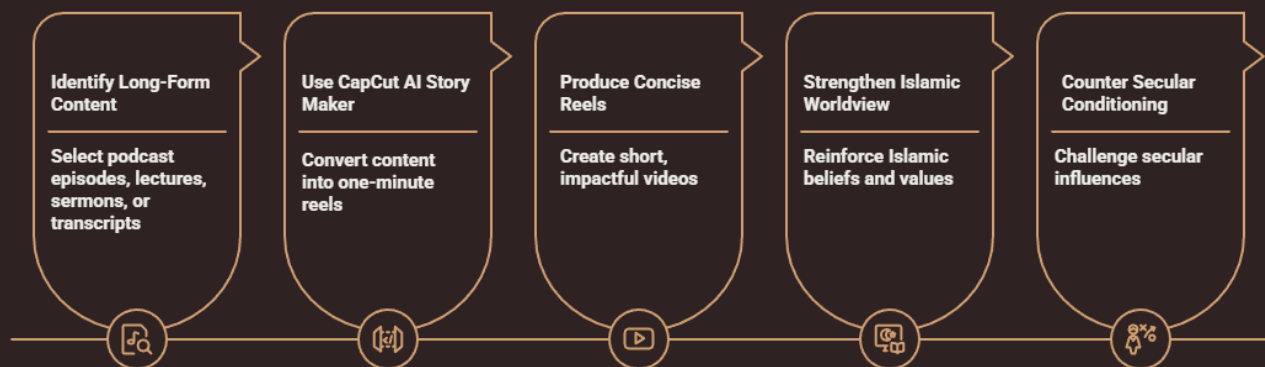 Identify Long-Form
Content
Select podcast
episodes, lectures,
sermons, or
transcripts
Use CapCut AI Story
Maker
Convert content
into one-minute
reels
Produce Concise
Reels
Create short,
impactful videos
Strengthen Islamic
Worldview
Reinforce Islamic
beliefs and values
Counter Secular
Conditioning
Challenge secular
influences